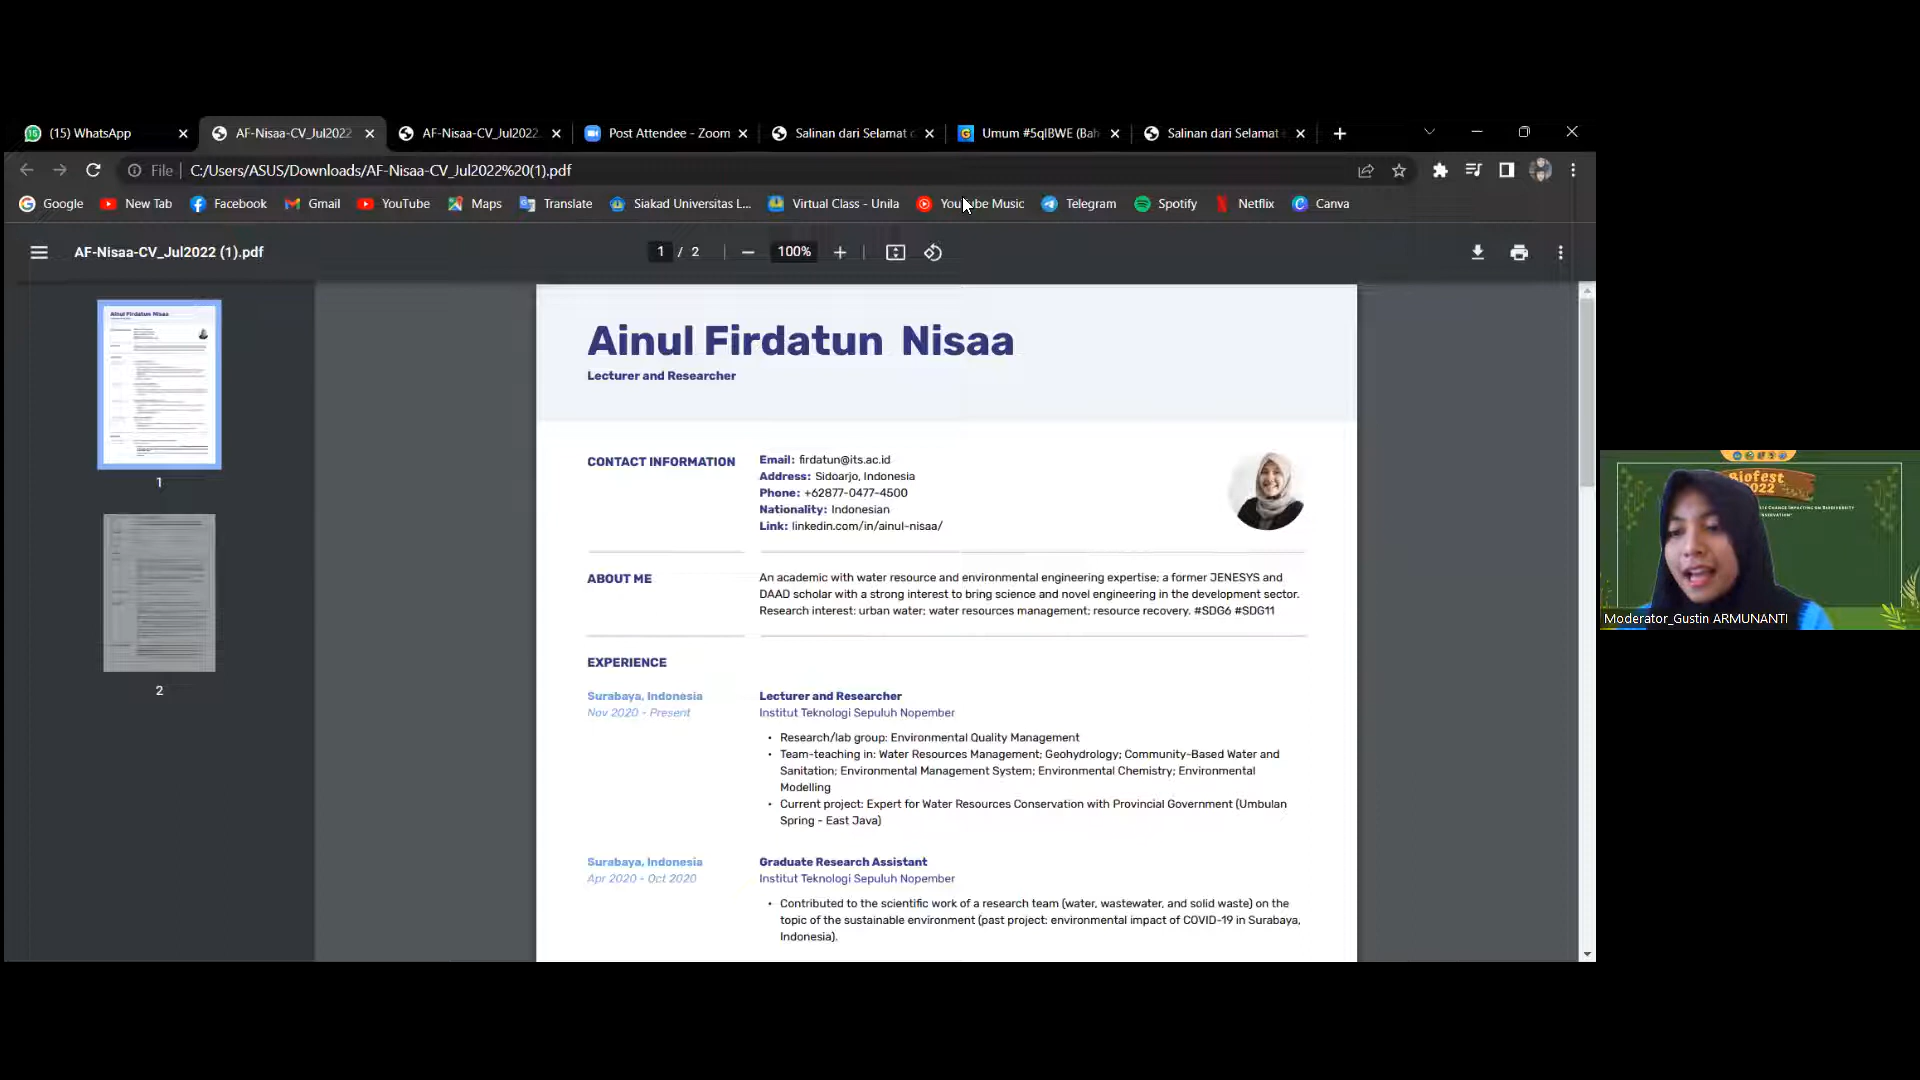 (15) WhatsApp
AF-Nisaa-CV_Jul2022
AF-Nisaa-CV_Jul2022
Post Attendee - Zoom
Salinan dari Selamat
Umum #5qlBWE (Bah
Salinan dari Selamat
File C:/Users/ASUS/Downloads/AF-Nisaa-CV_Jul2022%20(1).pdf
Google New Tab Facebook Gmail YouTube Maps Translate Siakad Universitas L... Virtual Class - Unila YouTube Music Telegram Spotify Netflix Canva
AF-Nisaa-CV_Jul2022 (1).pdf 1 / 2 100%
1
2
Ainul Firdatun Nisaa
Lecturer and Researcher
CONTACT INFORMATION
Email: firdatun@its.ac.id
Address: Sidoarjo, Indonesia
Phone: +62877-0477-4500
Nationality: Indonesian
Link: linkedin.com/in/ainul-nisaa/
ABOUT ME
An academic with water resource and environmental engineering expertise; a former JENESYS and
DAAD scholar with a strong interest to bring science and novel engineering in the development sector.
Research interest: urban water; water resources management; resource recovery. #SDG6 #SDG11
EXPERIENCE
Surabaya, Indonesia
Nov 2020 - Present
Lecturer and Researcher
Institut Teknologi Sepuluh Nopember
• Research/lab group: Environmental Quality Management
• Team-teaching in: Water Resources Management; Geohydrology; Community-Based Water and
Sanitation; Environmental Management System; Environmental Chemistry; Environmental
Modelling
• Current project: Expert for Water Resources Conservation with Provincial Government (Umbulan
Spring - East Java)
Surabaya, Indonesia
Apr 2020 - Oct 2020
Graduate Research Assistant
Institut Teknologi Sepuluh Nopember
• Contributed to the scientific work of a research team (water, wastewater, and solid waste) on the
topic of the sustainable environment (past project: environmental impact of COVID-19 in Surabaya,
Indonesia).
Biofest
Moderator_Gustin ARMUNANTI